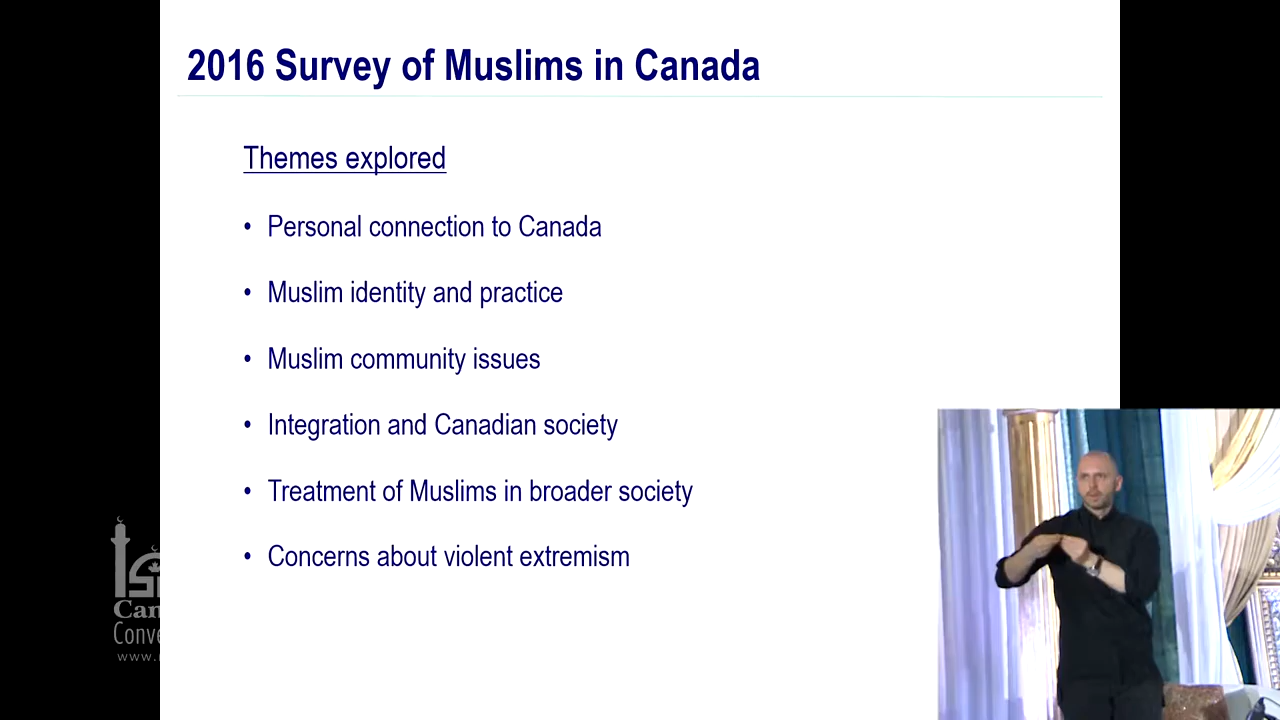 2016 Survey of Muslims in Canada
Themes explored
• Personal connection to Canada
• Muslim identity and practice
• Muslim community issues
• Integration and Canadian society
• Treatment of Muslims in broader society
• Concerns about violent extremism